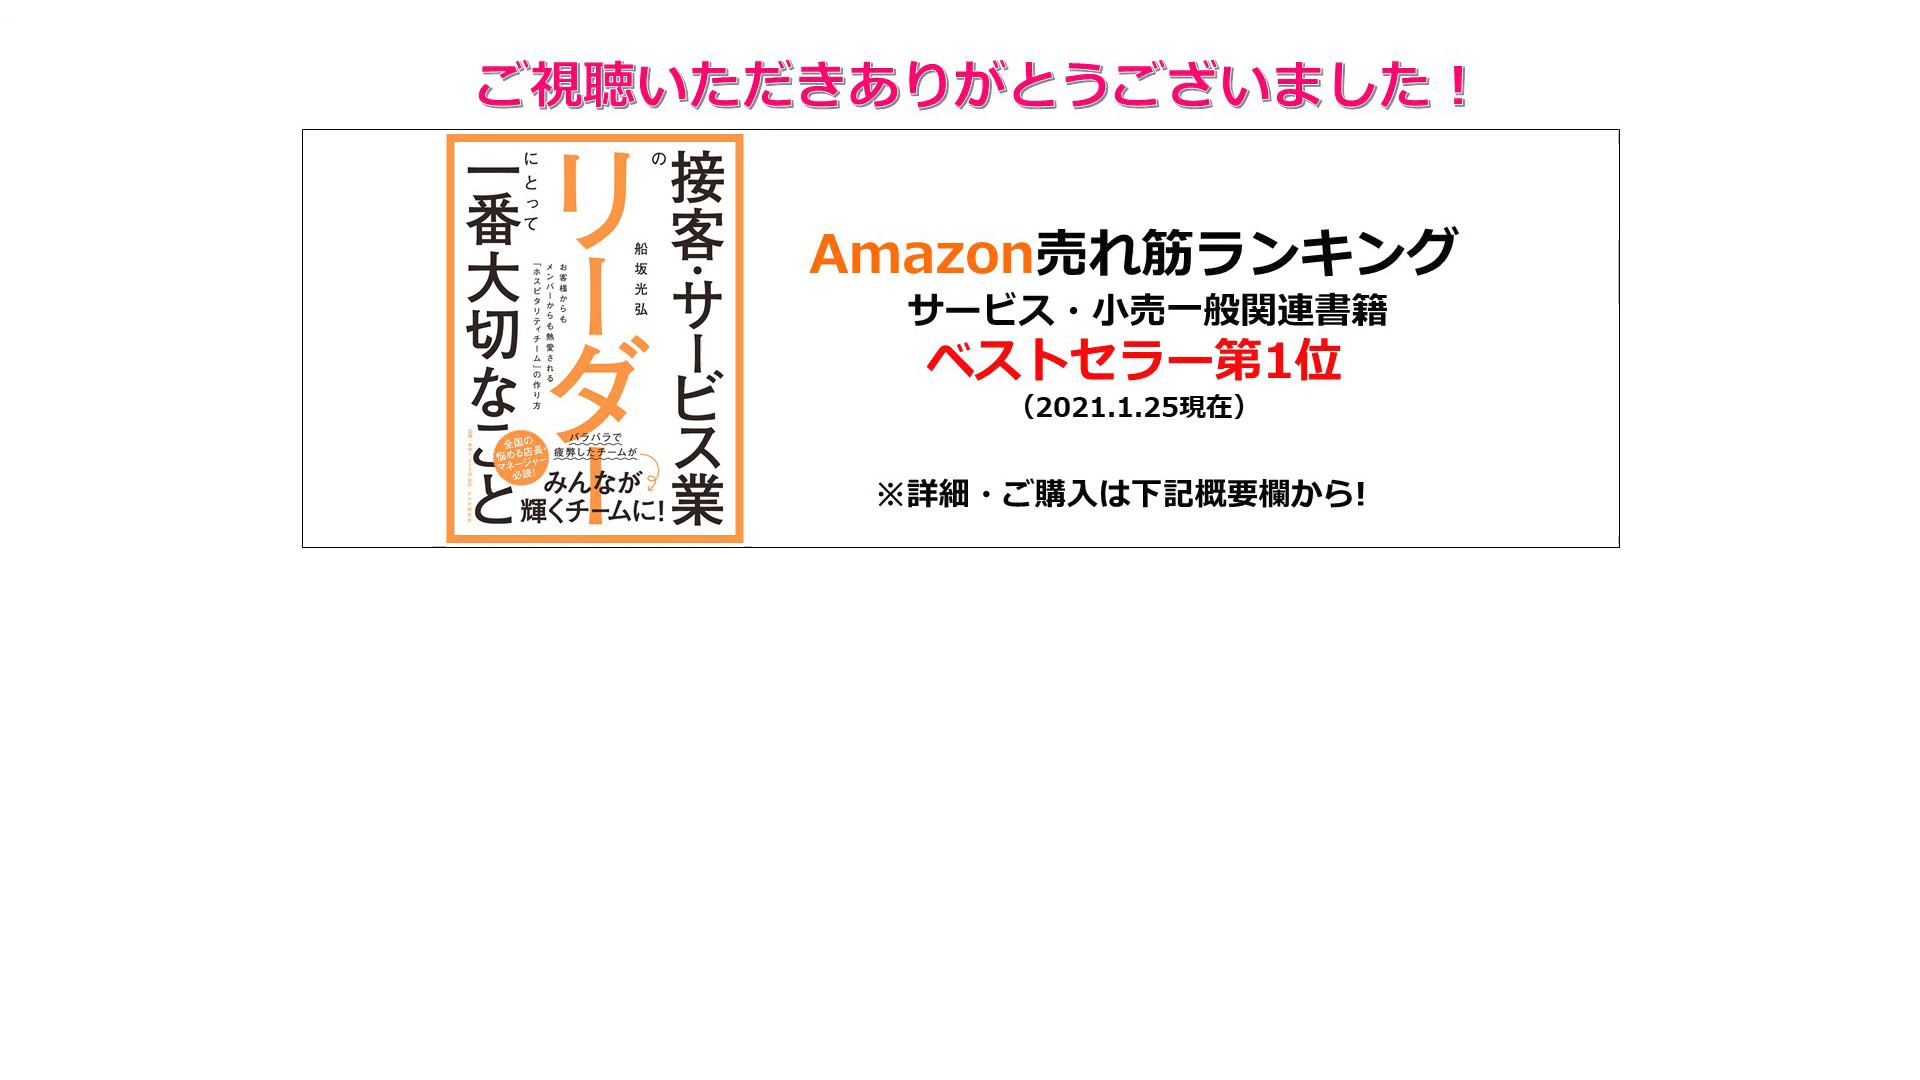 ご視聴いただきありがとうございました！
接客・サービス業
の
リーダー
にとって
一番大切なこと
船坂光弘
お客様からも
メンバーからも熱愛される
「ホスピタリティチーム」の作り方
全国の
悩める店長・
マネージャー
必読!
バラバラで
疲弊したチームが
みんなが
輝くチームに!
Amazon売れ筋ランキング
サービス・小売一般関連書籍
ベストセラー第1位
（2021.1.25現在）
※詳細・ご購入は下記概要欄から!